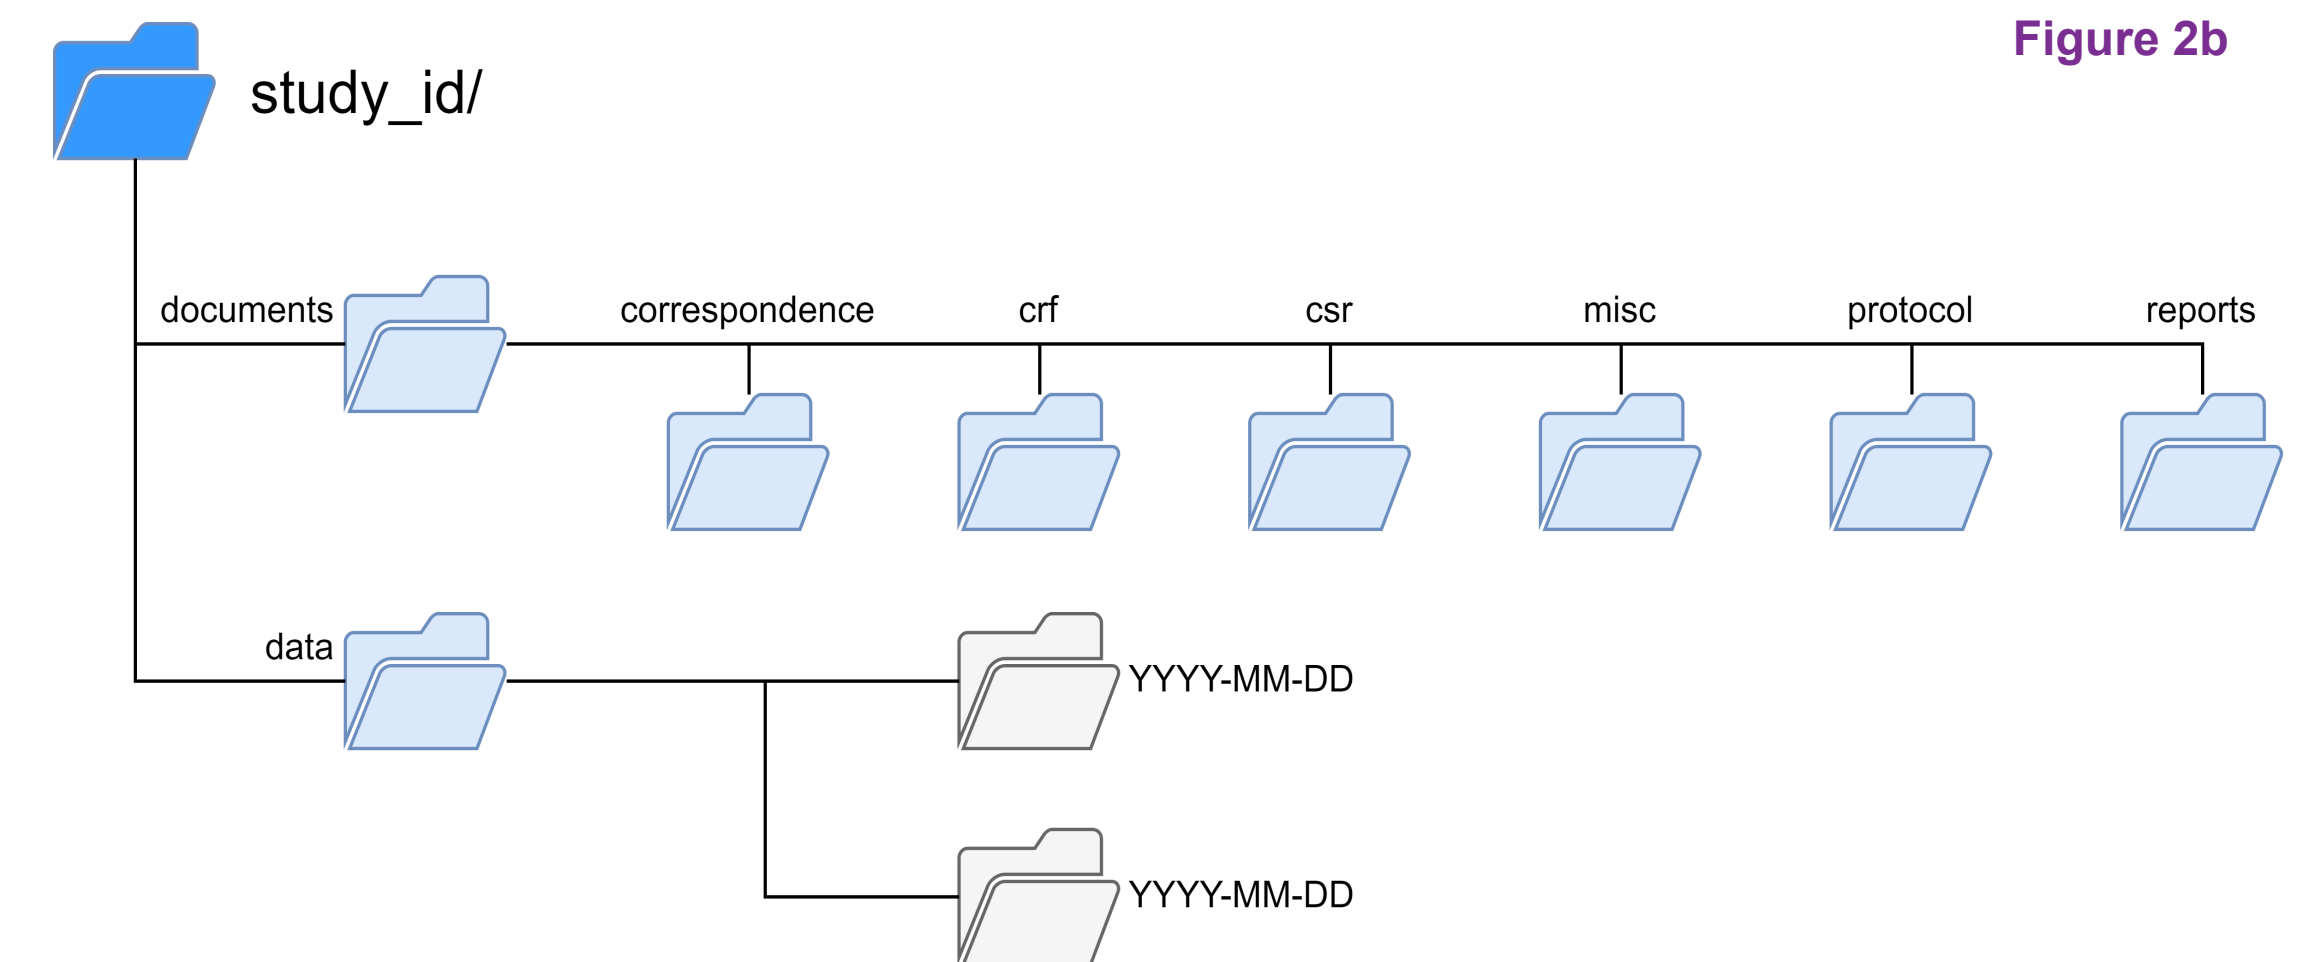 Figure 2b
study_id/
documents
correspondence
crf
csr
misc
protocol
reports
data
YYYY-MM-DD
YYYY-MM-DD